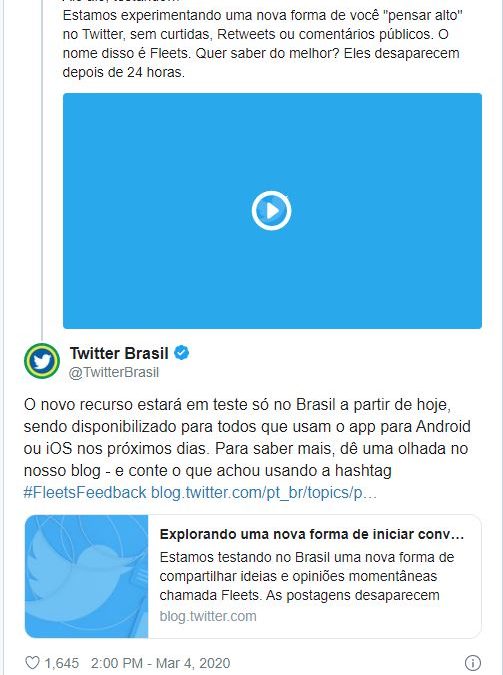 Estamos experimentando uma nova forma de você "pensar alto"
no Twitter, sem curtidas, Retweets ou comentários públicos. O
nome disso é Fleets. Quer saber do melhor? Eles desaparecem
depois de 24 horas.
Twitter Brasil
@TwitterBrasil
O novo recurso estará em teste só no Brasil a partir de hoje,
sendo disponibilizado para todos que usam o app para Android
ou iOS nos próximos dias. Para saber mais, dê uma olhada no
nosso blog - e conte o que achou usando a hashtag
#FleetsFeedback blog.twitter.com/pt_br/topics/p…
Explorando uma nova forma de iniciar conv…
Estamos testando no Brasil uma nova forma de
compartilhar ideias e opiniões momentâneas
chamada Fleets. As postagens desaparecem
blog.twitter.com
1,645 2:00 PM - Mar 4, 2020